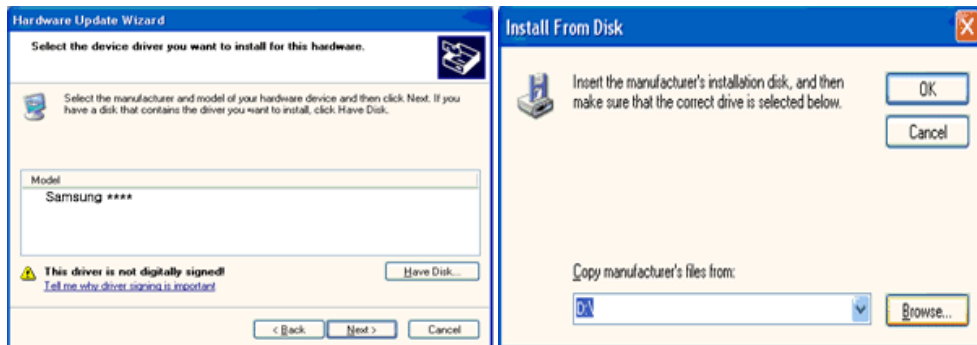 Hardware Update Wizard
Select the device driver you want to install for this hardware.
Select the manufacturer and model of your hardware device and then click Next. If you
have a disk that contains the driver you want to install, click Have Disk.
Model
Samsung ****
This driver is not digitally signed!
Tell me why driver signing is important
Have Disk...
< Back
Next >
Cancel
Install From Disk
Insert the manufacturer's installation disk, and then
make sure that the correct drive is selected below.
OK
Cancel
Copy manufacturer's files from:
D:\
Browse...